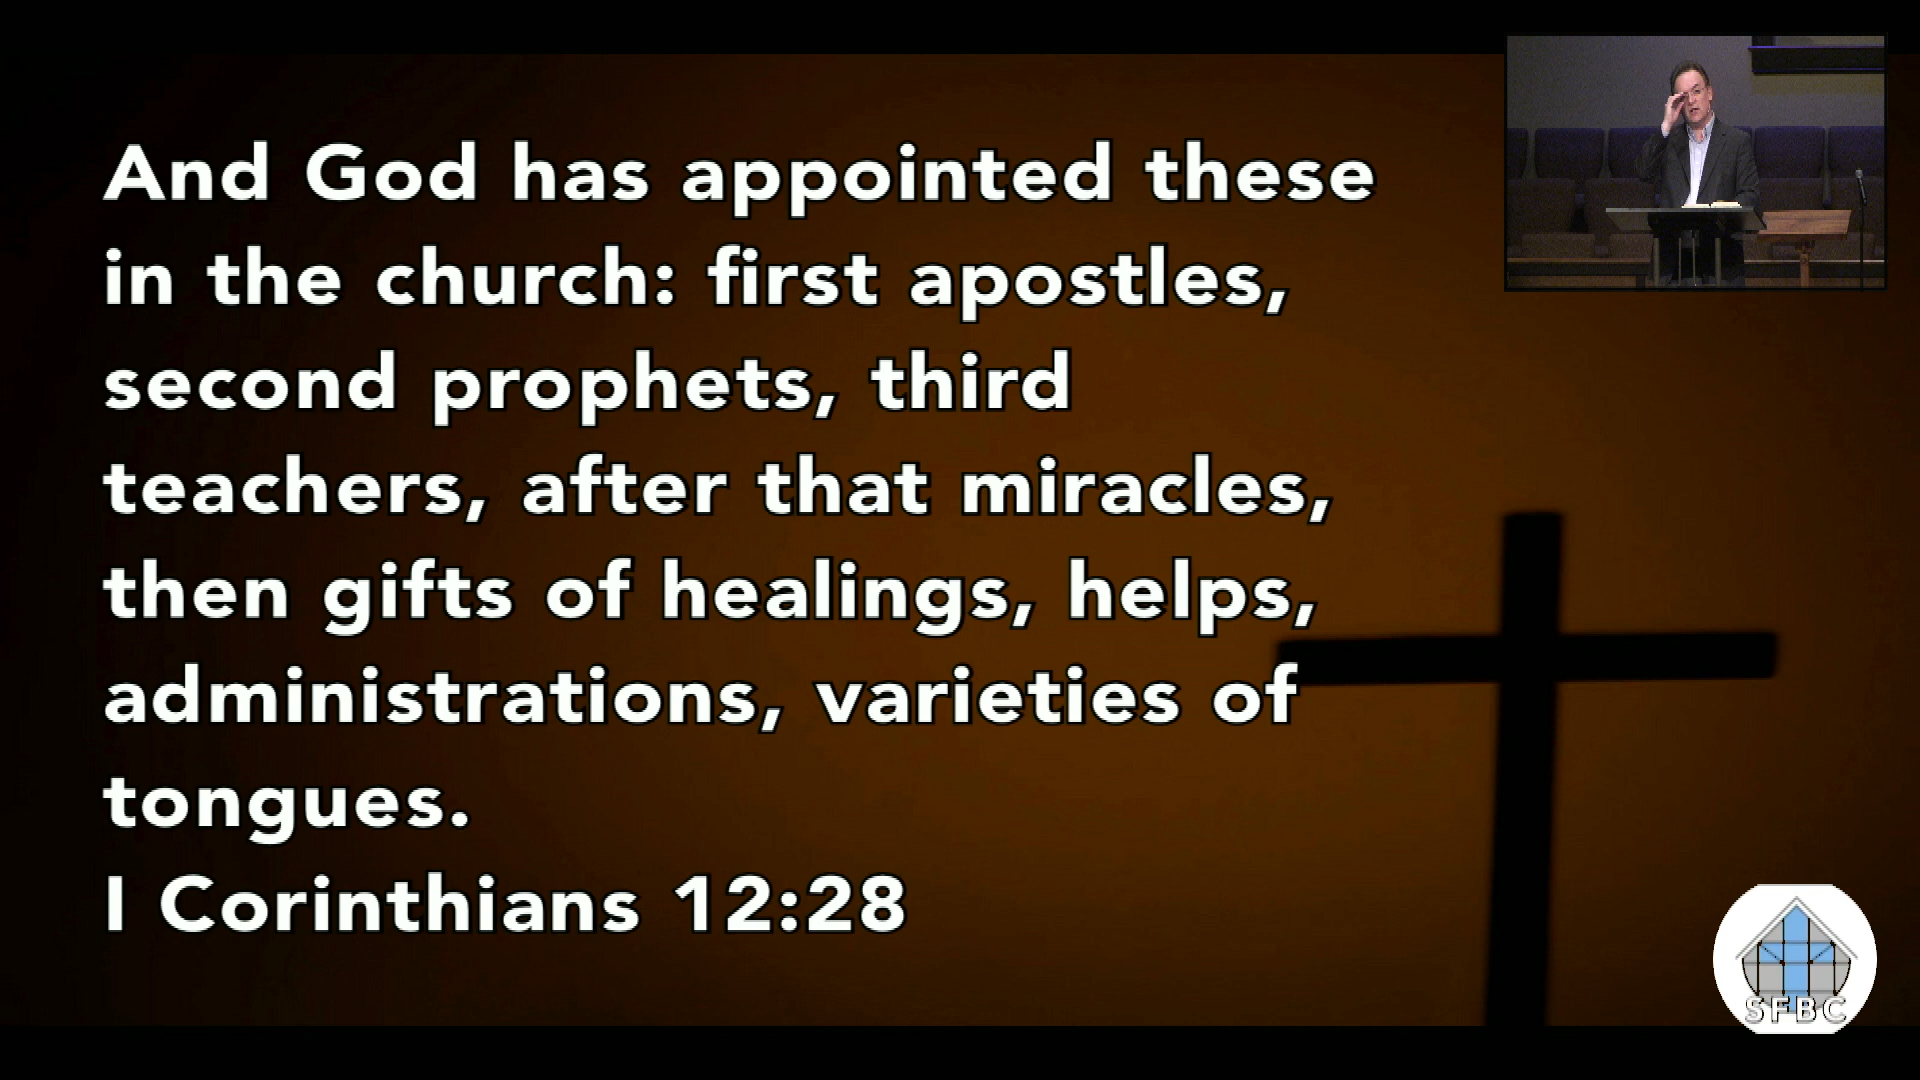 And God has appointed these
in the church: first apostles,
second prophets, third
teachers, after that miracles,
then gifts of healings, helps,
administrations, varieties of
tongues.
I Corinthians 12:28
SFBC